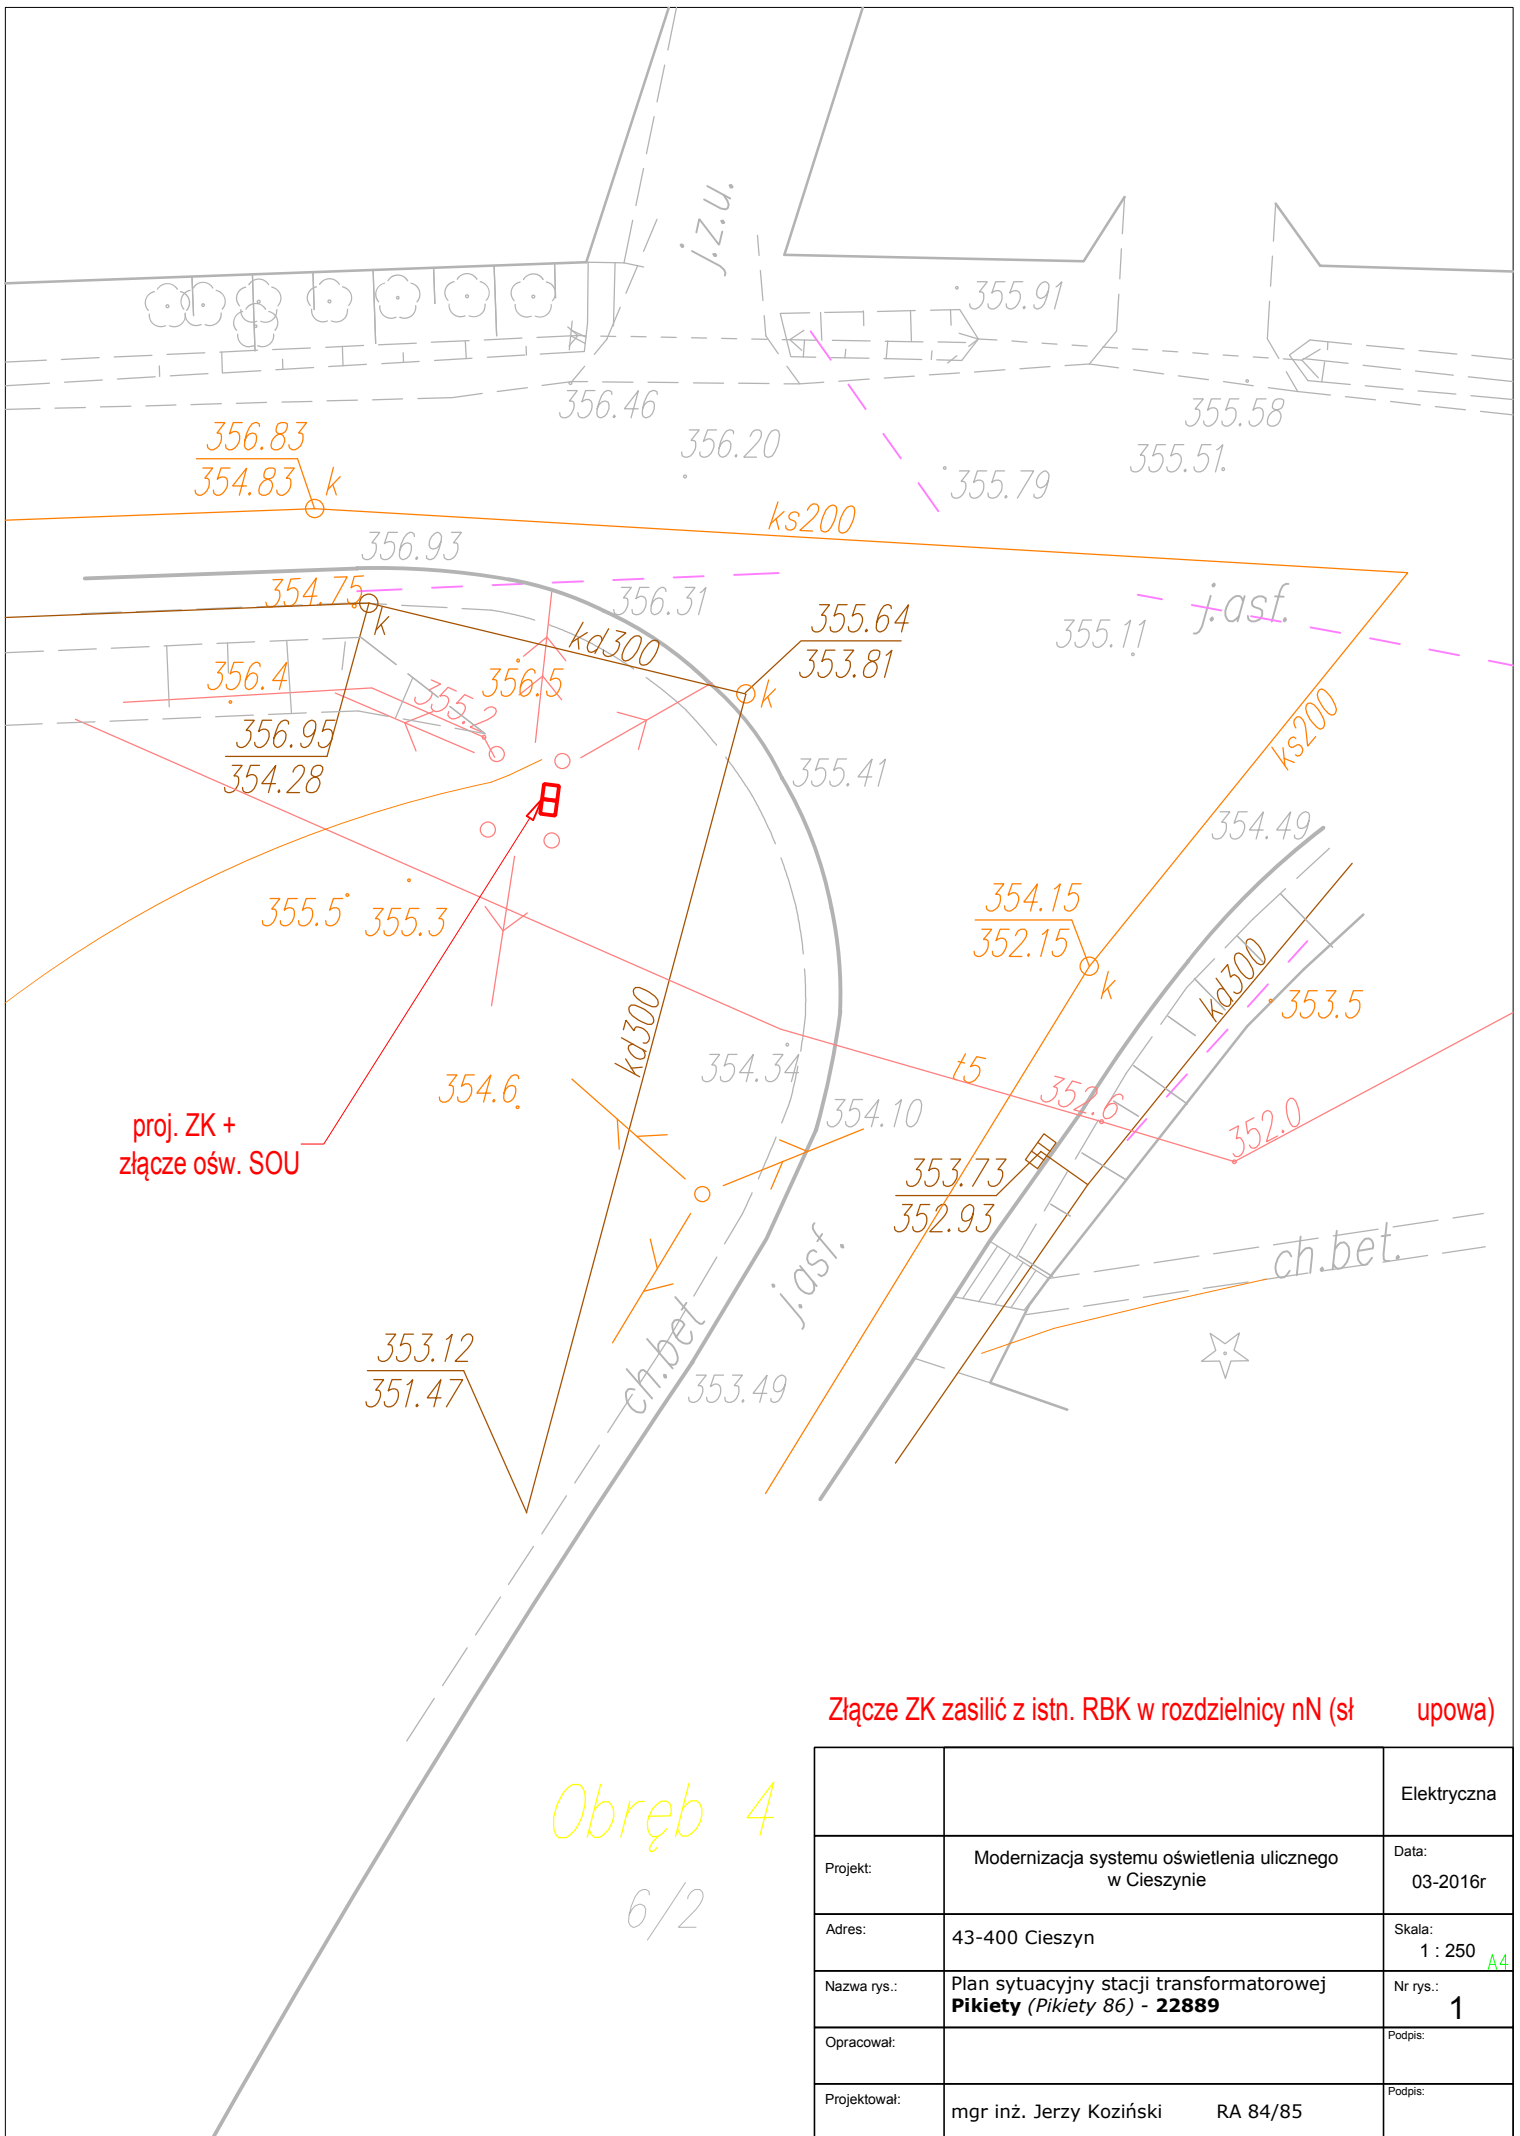 j.z.u.
355.91
356.46
355.58
356.20
355.51
355.79
356.83
354.83 k
ks200
356.93
354.75
k
356.31
j.asf.
355.64
353.81
355.11
kd300
356.4
355.2
356.5
k
356.95
354.28
ks200
355.41
354.49
355.5
355.3
354.15
352.15
k
kd300
353.5
kd300
354.34
t5
354.6
352.6
354.10
352.0
proj. ZK +
złącze ośw. SOU
353.73
352.93
j.asf.
ch.bet.
353.12
351.47
ch.bet
353.49
Złącze ZK zasilić z istn. RBK w rozdzielnicy nN (sł upowa)
Obręb 4
6/2
Elektryczna
Projekt:
Modernizacja systemu oświetlenia ulicznego
w Cieszynie
Data:
03-2016r
Adres:
43-400 Cieszyn
Skala:
1 : 250
A4
Nazwa rys.:
Plan sytuacyjny stacji transformatorowej
Pikiety (Pikiety 86) - 22889
Nr rys.:
1
Opracował:
Podpis:
Projektował:
mgr inż. Jerzy Koziński RA 84/85
Podpis: